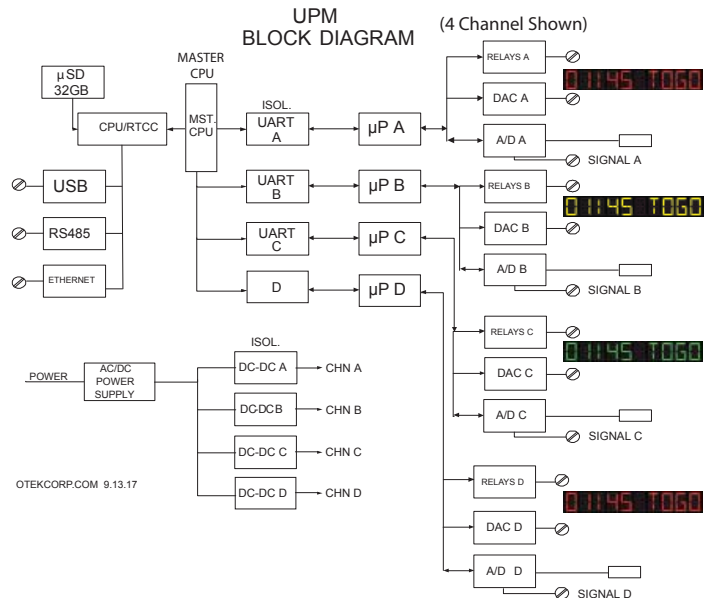 UPM
BLOCK DIAGRAM
(4 Channel Shown)
MASTER
CPU
µSD
32GB
CPU/RTCC
MST.
CPU
ISOL.
UART
A
µP A
RELAYS A
DAC A
A/D A
SIGNAL A
01:45 TOGO
USB
RS485
ETHERNET
UART
B
µP B
RELAYS B
DAC B
A/D B
SIGNAL B
01:45 TOGO
UART
C
µP C
RELAYS C
DAC C
A/D C
SIGNAL C
01:45 TOGO
D
µP D
RELAYS D
DAC D
A/D D
SIGNAL D
01:45 TOGO
POWER
AC/DC
POWER
SUPPLY
ISOL.
DC-DC A
CHN A
DC-DCB
CHN B
DC-DC C
CHN C
DC-DC D
CHN D
OTEKCORP.COM 9.13.17